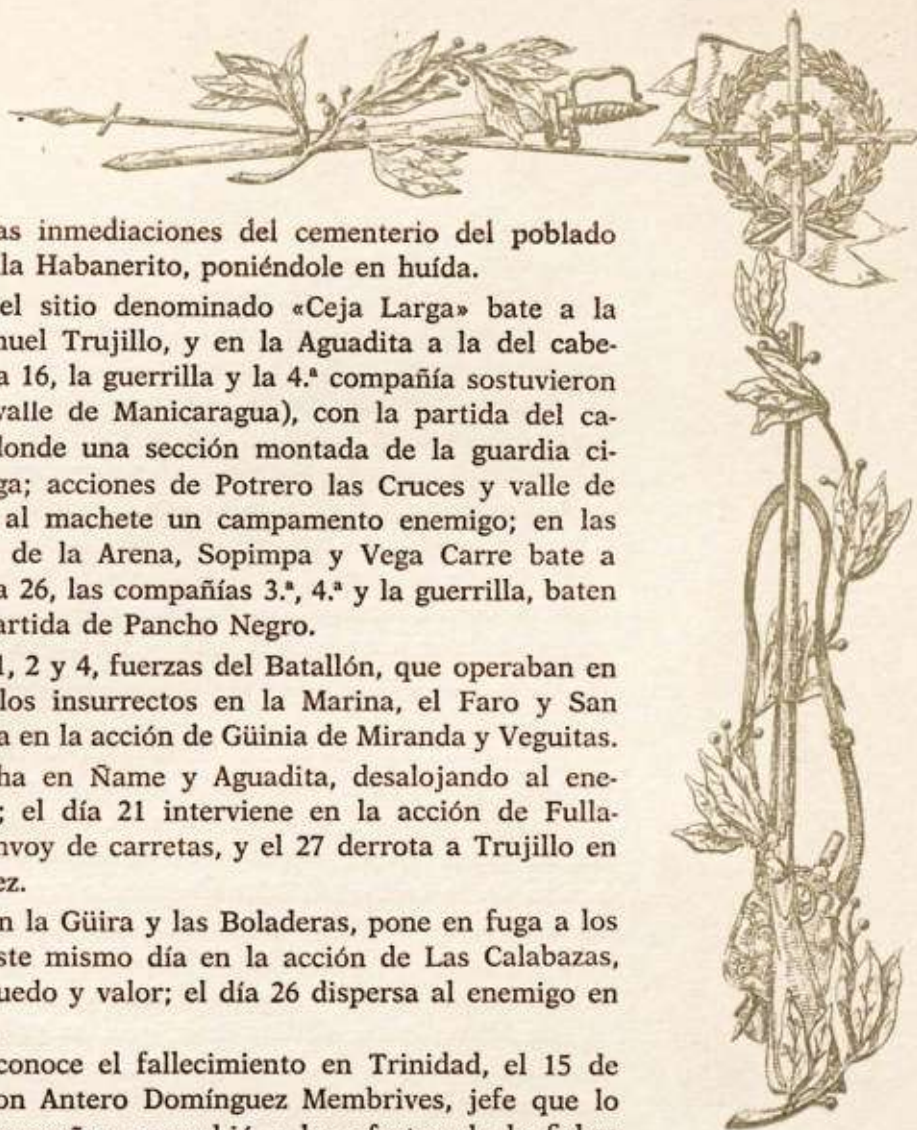 as inmediaciones del cementerio del poblado
la Habanerito, poniéndole en huída.
el sitio denominado «Ceja Larga» bate a la
nuel Trujillo, y en la Aguadita a la del cabe-
a 16, la guerrilla y la 4.ª compañía sostuvieron
valle de Manicaragua), con la partida del ca-
donde una sección montada de la guardia ci-
ga; acciones de Potrero las Cruces y valle de
al machete un campamento enemigo; en las
de la Arena, Sopimpa y Vega Carre bate a
a 26, las compañías 3.ª, 4.ª y la guerrilla, baten
artida de Pancho Negro.
1, 2 y 4, fuerzas del Batallón, que operaban en
los insurrectos en la Marina, el Faro y San
a en la acción de Güinia de Miranda y Veguitas.
ha en Ñame y Aguadita, desalojando al ene-
; el día 21 interviene en la acción de Fulla-
nvoy de carretas, y el 27 derrota a Trujillo en
ez.
n la Güira y las Boladeras, pone en fuga a los
ste mismo día en la acción de Las Calabazas,
uedo y valor; el día 26 dispersa al enemigo en
conoce el fallecimiento en Trinidad, el 15 de
on Antero Domínguez Membrives, jefe que lo